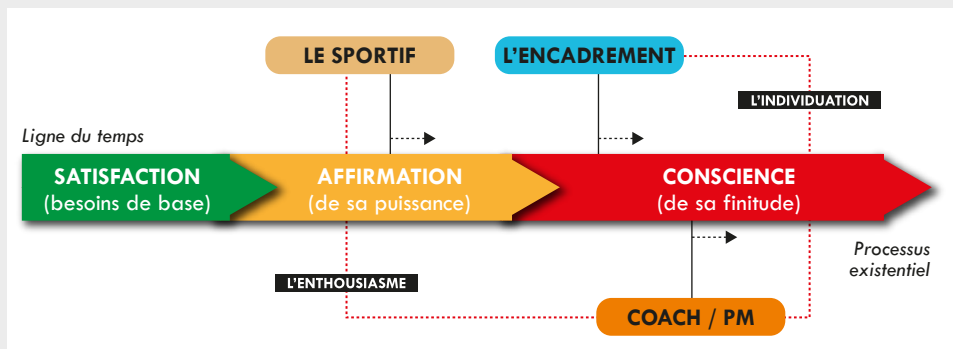 LE SPORTIF
L'ENCADREMENT
L'INDIVIDUATION
Ligne du temps
SATISFACTION
(besoins de base)
AFFIRMATION
(de sa puissance)
CONSCIENCE
(de sa finitude)
Processus
existentiel
L'ENTHOUSIASME
COACH / PM